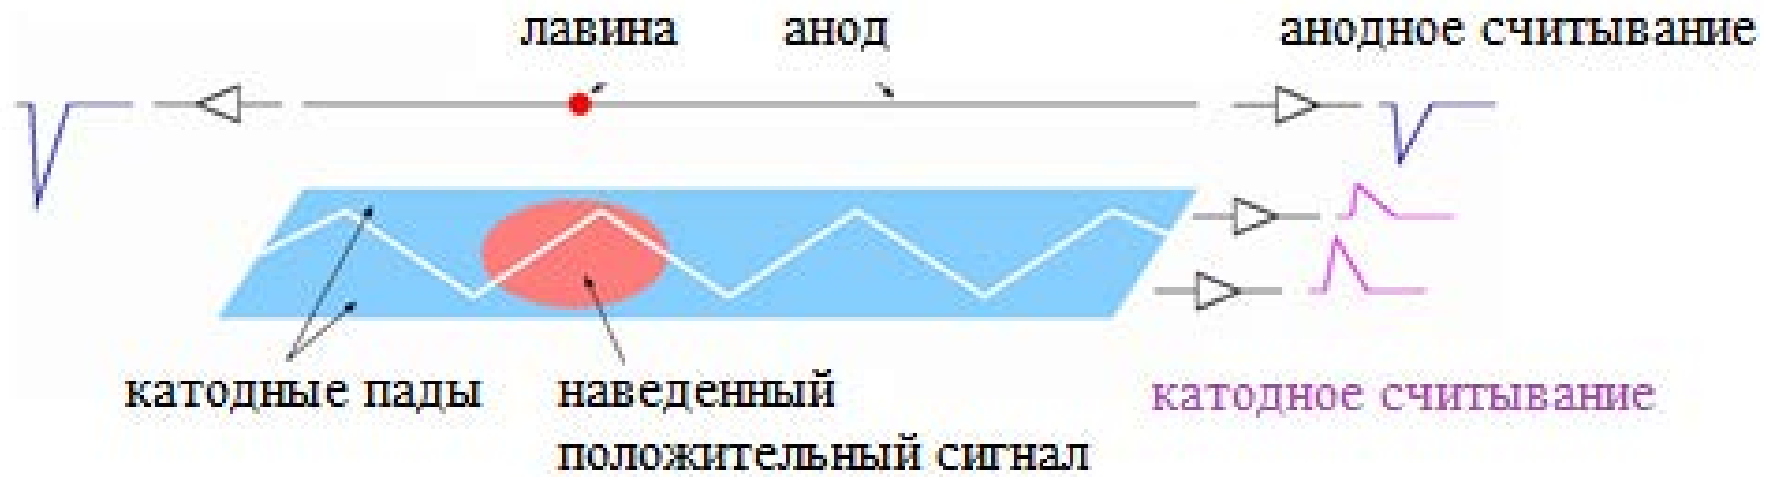 лавина анод анодное считывание
катодные пады наведенный катодное считывание
положительный сигнал